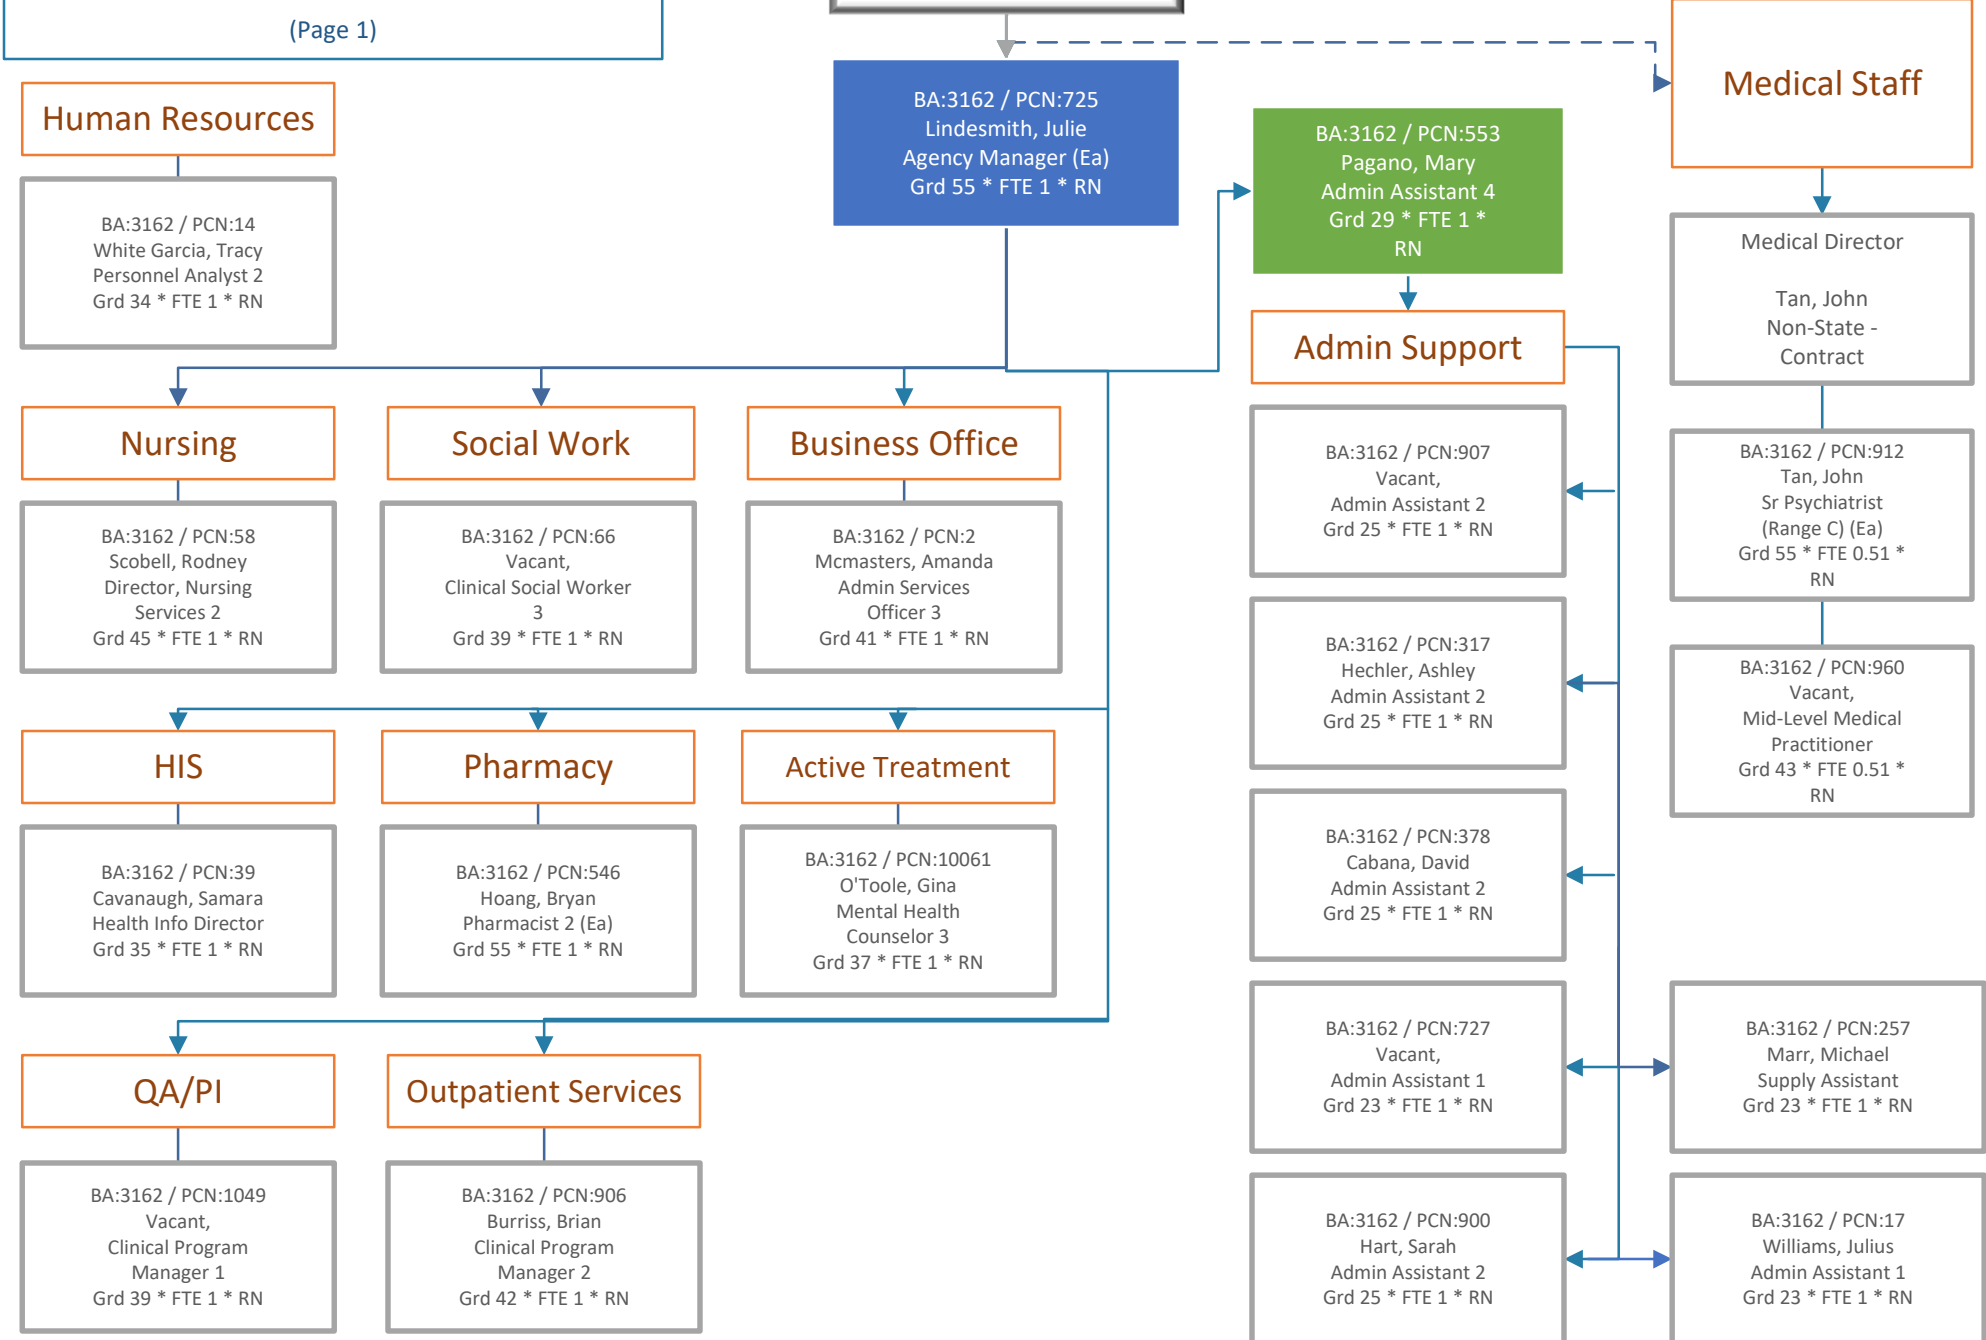 (Page 1)
Human Resources
BA:3162 / PCN:14
White Garcia, Tracy
Personnel Analyst 2
Grd 34 * FTE 1 * RN
BA:3162 / PCN:725
Lindesmith, Julie
Agency Manager (Ea)
Grd 55 * FTE 1 * RN
BA:3162 / PCN:553
Pagano, Mary
Admin Assistant 4
Grd 29 * FTE 1 *
RN
Medical Staff
Medical Director
Tan, John
Non-State -
Contract
BA:3162 / PCN:912
Tan, John
Sr Psychiatrist
(Range C) (Ea)
Grd 55 * FTE 0.51 *
RN
BA:3162 / PCN:960
Vacant,
Mid-Level Medical
Practitioner
Grd 43 * FTE 0.51 *
RN
Nursing
BA:3162 / PCN:58
Scobell, Rodney
Director, Nursing
Services 2
Grd 45 * FTE 1 * RN
Social Work
BA:3162 / PCN:66
Vacant,
Clinical Social Worker
3
Grd 39 * FTE 1 * RN
Business Office
BA:3162 / PCN:2
Mcmasters, Amanda
Admin Services
Officer 3
Grd 41 * FTE 1 * RN
HIS
BA:3162 / PCN:39
Cavanaugh, Samara
Health Info Director
Grd 35 * FTE 1 * RN
Pharmacy
BA:3162 / PCN:546
Hoang, Bryan
Pharmacist 2 (Ea)
Grd 55 * FTE 1 * RN
Active Treatment
BA:3162 / PCN:10061
O'Toole, Gina
Mental Health
Counselor 3
Grd 37 * FTE 1 * RN
QA/PI
BA:3162 / PCN:1049
Vacant,
Clinical Program
Manager 1
Grd 39 * FTE 1 * RN
Outpatient Services
BA:3162 / PCN:906
Burriss, Brian
Clinical Program
Manager 2
Grd 42 * FTE 1 * RN
Admin Support
BA:3162 / PCN:907
Vacant,
Admin Assistant 2
Grd 25 * FTE 1 * RN
BA:3162 / PCN:317
Hechler, Ashley
Admin Assistant 2
Grd 25 * FTE 1 * RN
BA:3162 / PCN:378
Cabana, David
Admin Assistant 2
Grd 25 * FTE 1 * RN
BA:3162 / PCN:727
Vacant,
Admin Assistant 1
Grd 23 * FTE 1 * RN
BA:3162 / PCN:257
Marr, Michael
Supply Assistant
Grd 23 * FTE 1 * RN
BA:3162 / PCN:900
Hart, Sarah
Admin Assistant 2
Grd 25 * FTE 1 * RN
BA:3162 / PCN:17
Williams, Julius
Admin Assistant 1
Grd 23 * FTE 1 * RN